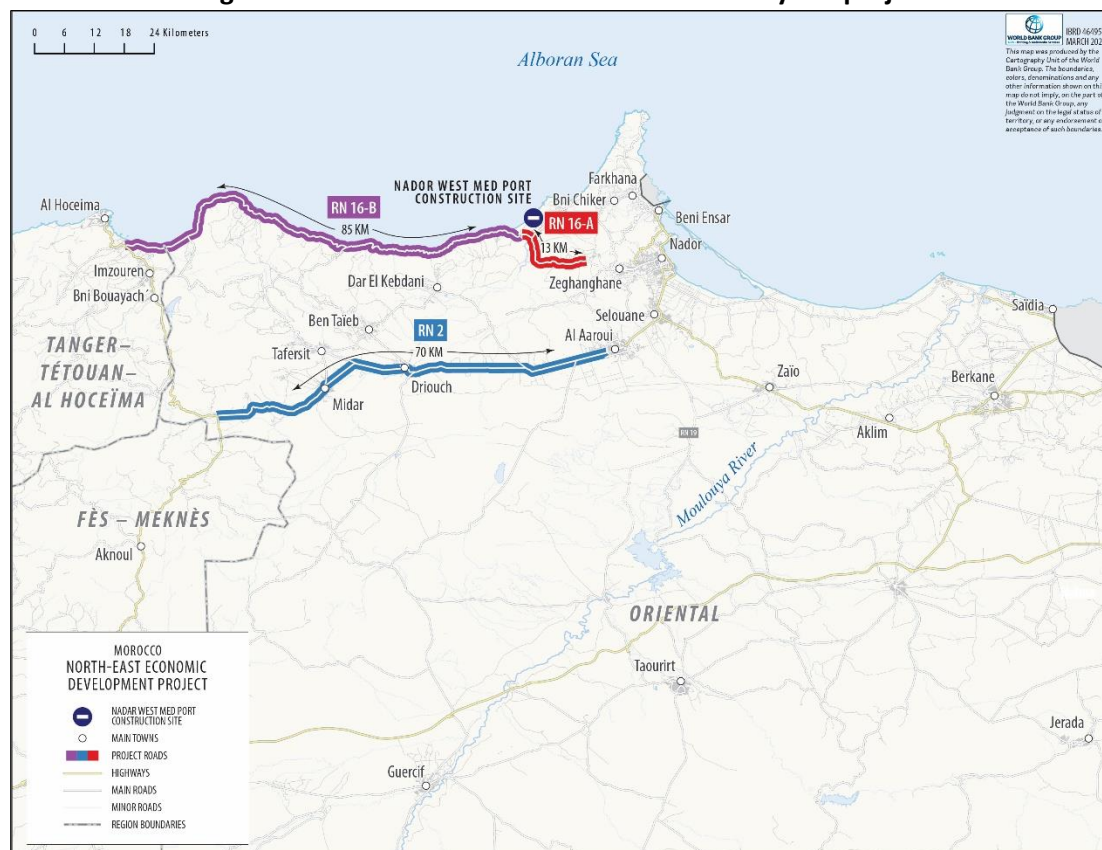 0 6 12 18 24 Kilometers
WORLD BANK GROUP
IBRD 46495
MARCH 202
This map was produced by the
Cartography Unit of the World
Bank Group. The boundaries,
colors, denominations and any
other information shown on thi
map do not imply, on the part o
the World Bank Group, any
judgment on the legal status of
territory, or any endorsement o
acceptance of such boundaries.
Alboran Sea
NADOR WEST MED PORT
CONSTRUCTION SITE
Farkhana
Bni Chiker
Al Hoceima
RN 16-B
85 KM
RN 16-A
13 KM
Beni Ensar
Nador
Imzouren
Dar El Kebdani
Zeghanghane
Bni Bouayach´
Selouane
Saïdia
Ben Taïeb
RN 2
70 KM
Al Aaroui
TANGER–
TÉTOUAN–
AL HOCEÏMA
Tafersit
Driouch
Midar
Zaïo
Berkane
Aklim
RN 19
Moulouya River
FÈS – MEKNÈS
Aknoul
ORIENTAL
Taourirt
Jerada
Guercif
MOROCCO
NORTH-EAST ECONOMIC
DEVELOPMENT PROJECT
NADAR WEST MED PORT
CONSTRUCTION SITE
MAIN TOWNS
PROJECT ROADS
HIGHWAYS
MAIN ROADS
MINOR ROADS
REGION BOUNDARIES